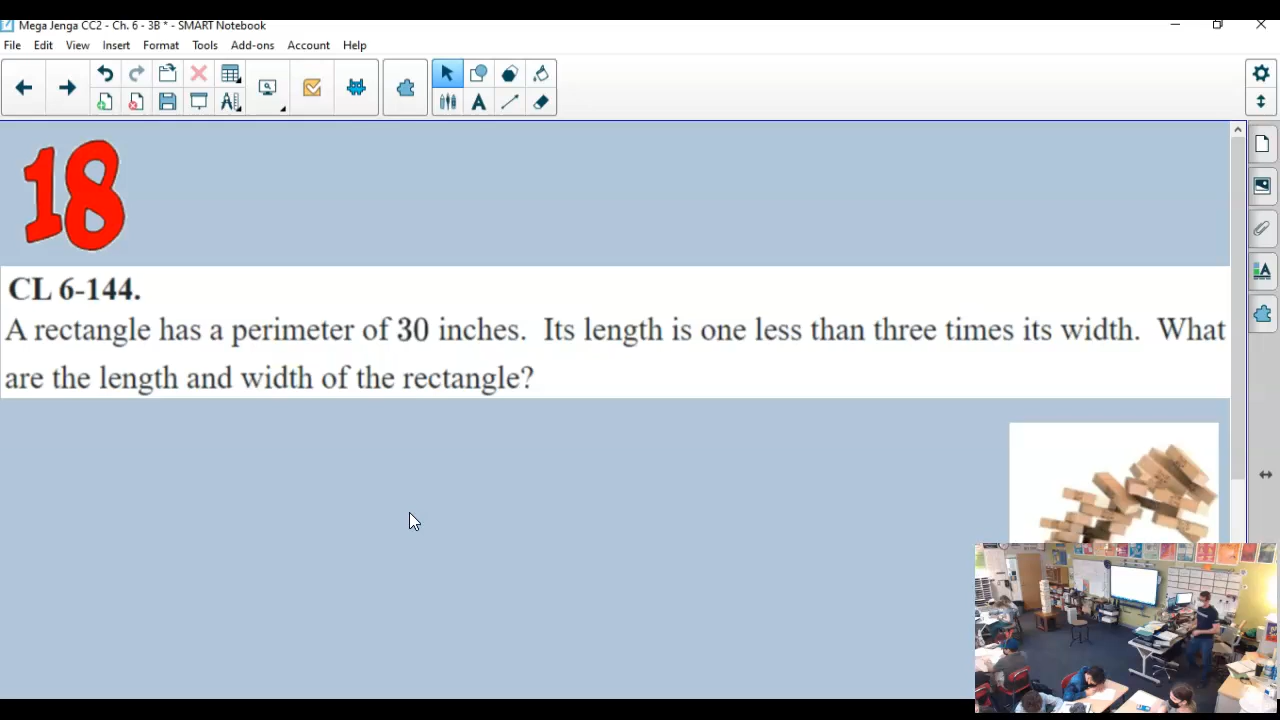 Mega Jenga CC2 - Ch. 6 - 3B * - SMART Notebook
File Edit View Insert Format Tools Add-ons Account Help
18
CL 6-144.
A rectangle has a perimeter of 30 inches. Its length is one less than three times its width. What
are the length and width of the rectangle?